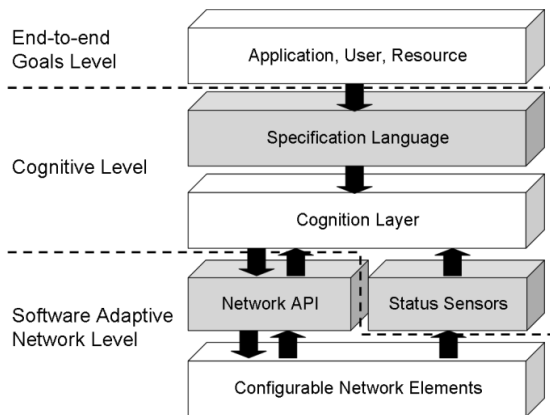 End-to-end
Goals Level
Application, User, Resource
Specification Language
Cognitive Level
Cognition Layer
Network API
Status Sensors
Software Adaptive
Network Level
Configurable Network Elements